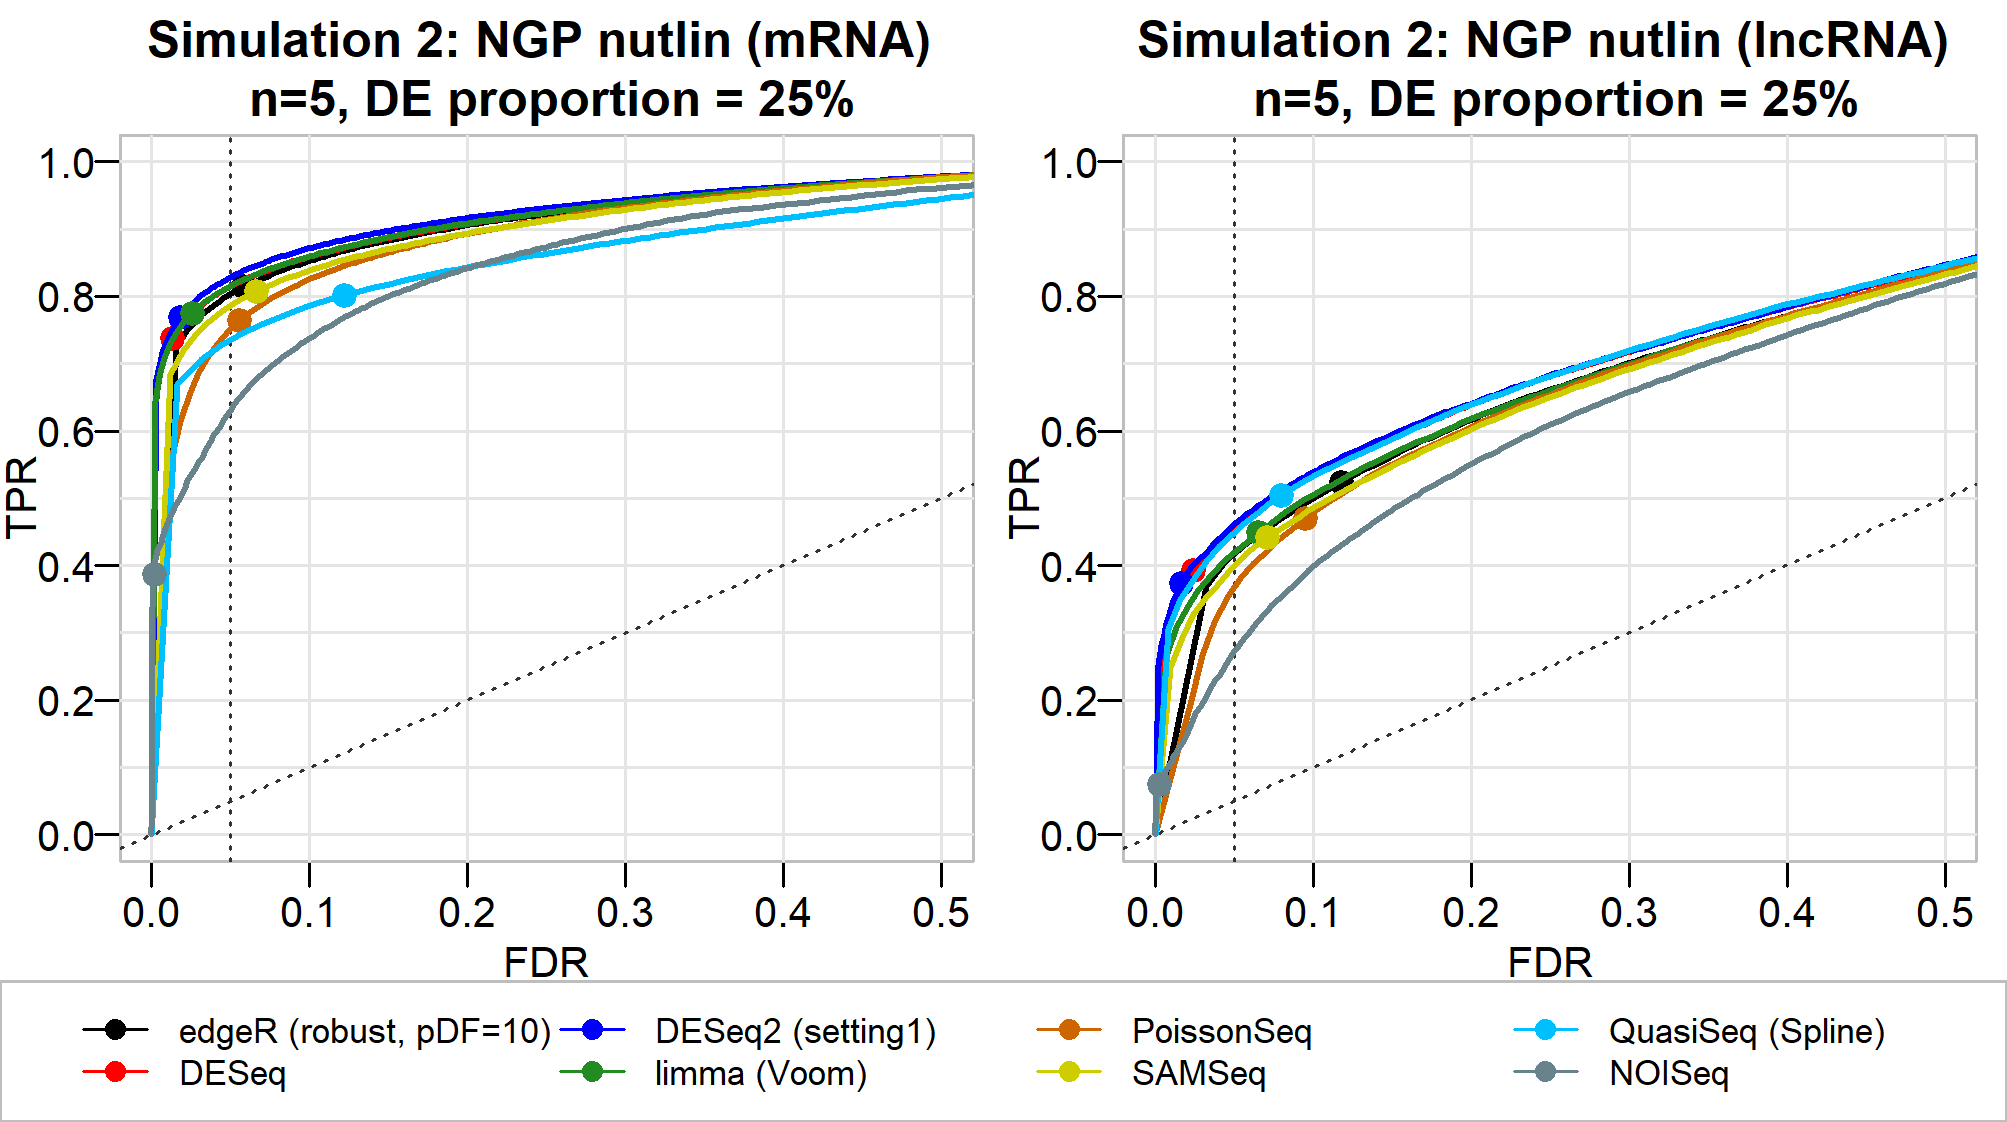 Simulation 2: NGP nutlin (mRNA)
n=5, DE proportion = 25%
1.0
0.8
0.6
0.4
0.2
0.0
TPR
0.0 0.1 0.2 0.3 0.4 0.5
FDR
Simulation 2: NGP nutlin (lncRNA)
n=5, DE proportion = 25%
1.0
0.8
0.6
0.4
0.2
0.0
TPR
0.0 0.1 0.2 0.3 0.4 0.5
FDR
edgeR (robust, pDF=10) DESeq2 (setting1) PoissonSeq QuasiSeq (Spline)
DESeq limma (Voom) SAMSeq NOISeq